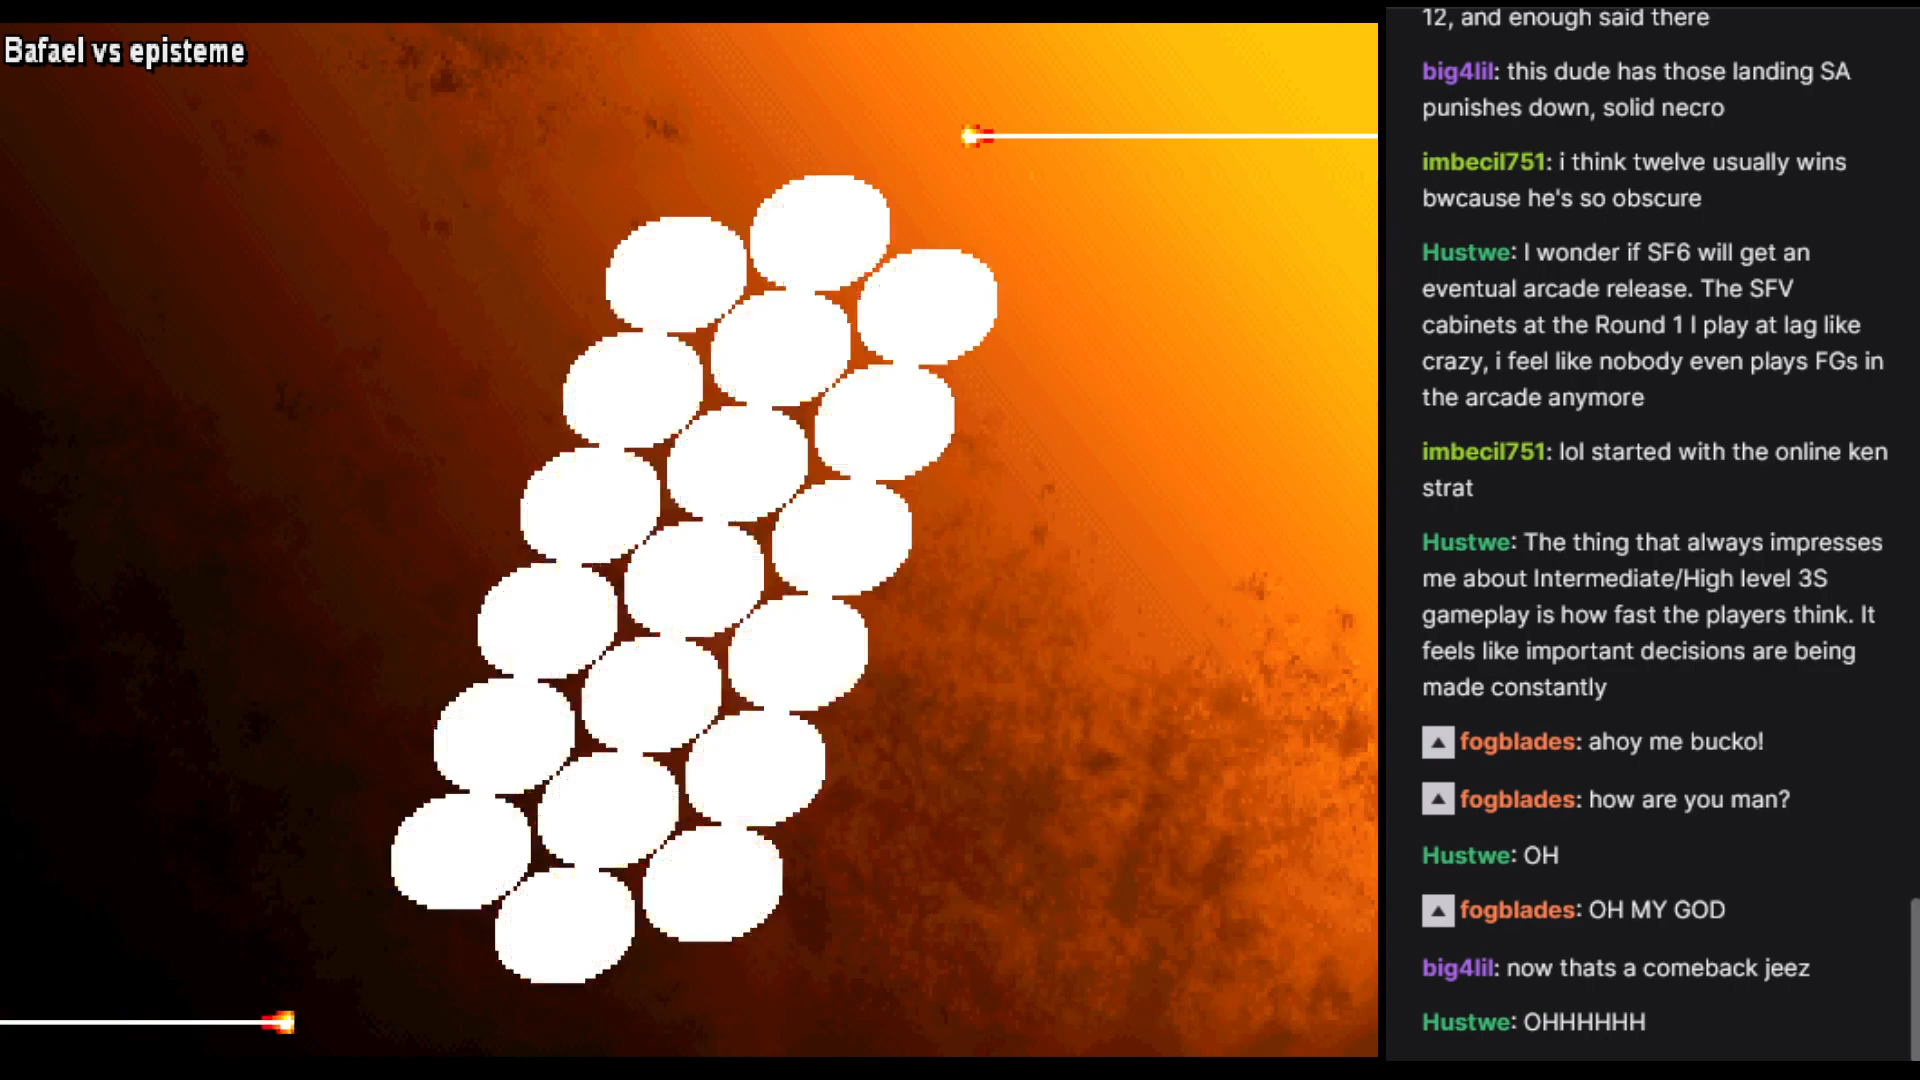 Bafael vs episteme
12, and enough said there
big4lil: this dude has those landing SA
punishes down, solid necro
imbecil751: i think twelve usually wins
bwcause he's so obscure
Hustwe: I wonder if SF6 will get an
eventual arcade release. The SFV
cabinets at the Round 1 I play at lag like
crazy, i feel like nobody even plays FGs in
the arcade anymore
imbecil751: lol started with the online ken
strat
Hustwe: The thing that always impresses
me about Intermediate/High level 3S
gameplay is how fast the players think. It
feels like important decisions are being
made constantly
fogblades: ahoy me bucko!
fogblades: how are you man?
Hustwe: OH
fogblades: OH MY GOD
big4lil: now thats a comeback jeez
Hustwe: OHHHHHH